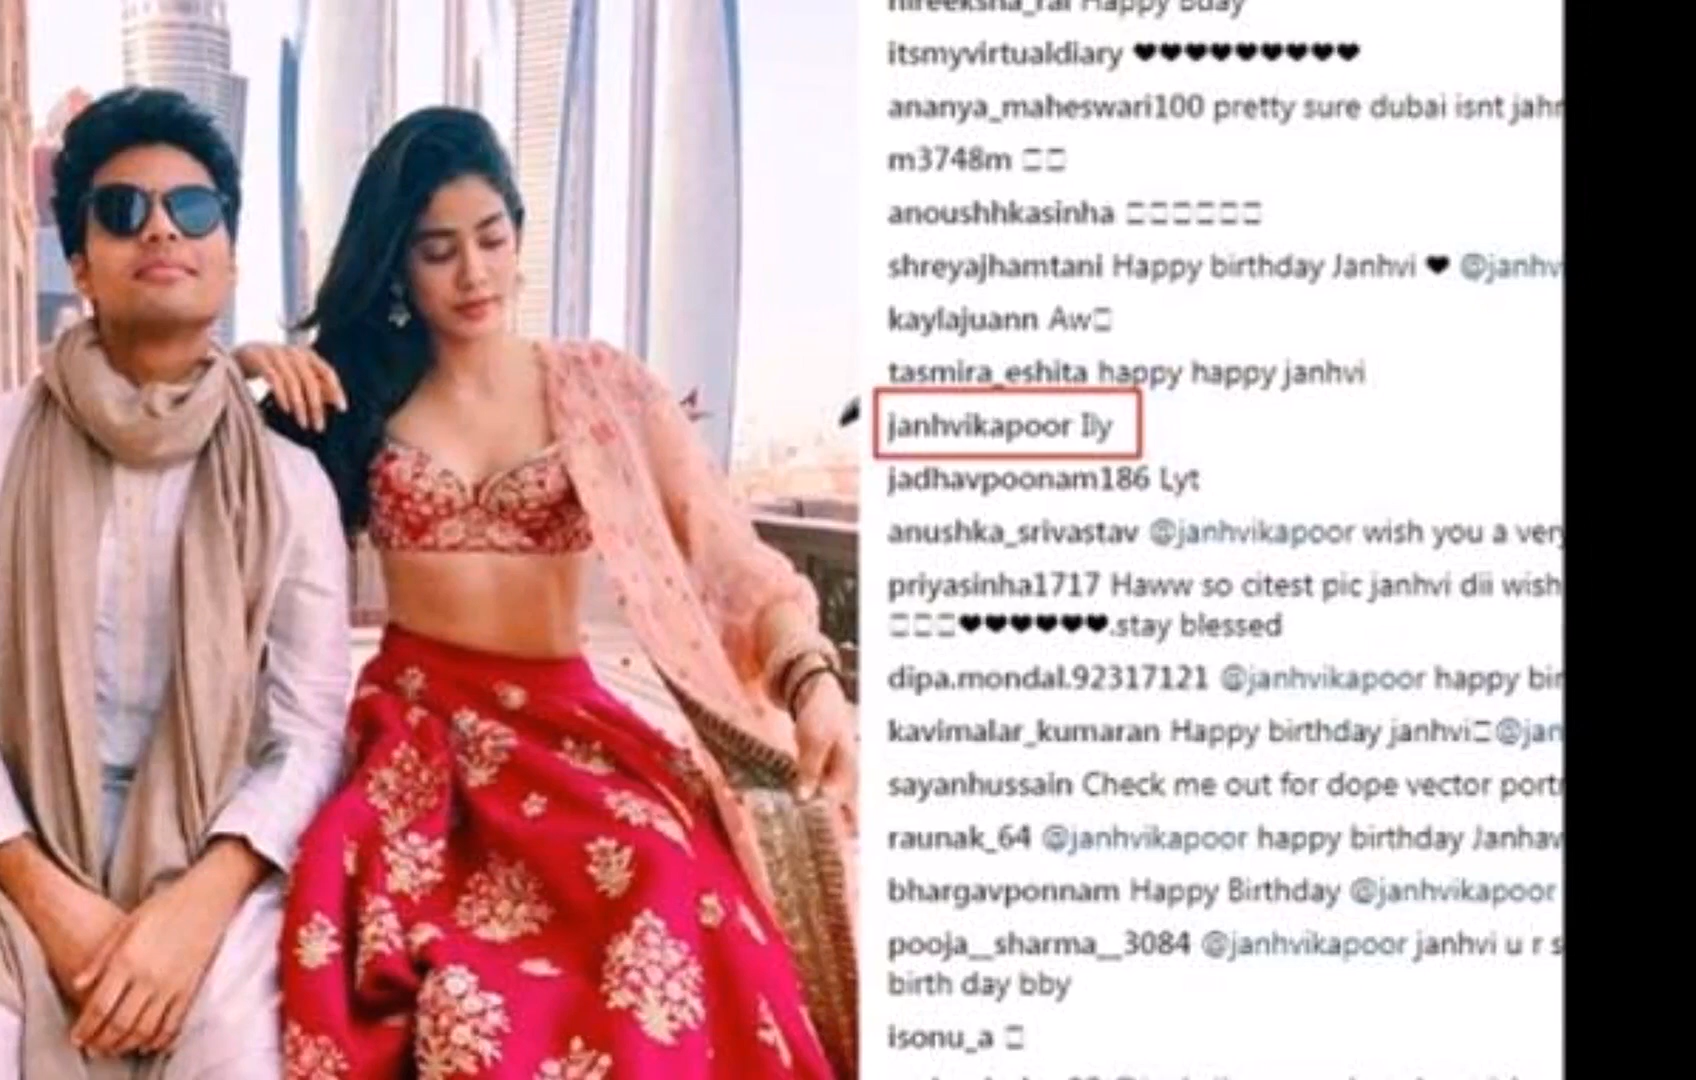 itsmyvirtualdiary ❤❤❤❤❤❤❤❤❤
ananya_maheswari100 pretty sure dubai isnt
m3748m
anoushhkasinha
shreyajhamtani Happy birthday Janhvi ❤ @janhv
kaylajuann Aw
tasmira_eshita happy happy janhvi
janhvikapoor Ily
jadhavpoonam186 Lyt
anushka_srivastav @janhvikapoor wish you a
priyasinha1717 Haww so citest pic janhvi dii wish
❤❤❤❤❤❤.stay blessed
dipa.mondal.92317121 @janhvikapoor happy
kavimalar_kumaran Happy birthday janhvi @jan
sayanhussain Check me out for dope vector
raunak_64 @janhvikapoor happy birthday
bhargavponnam Happy Birthday @janhvikapoor
pooja__sharma__3084 @janhvikapoor janhvi u r s
birth day bby
isonu_a